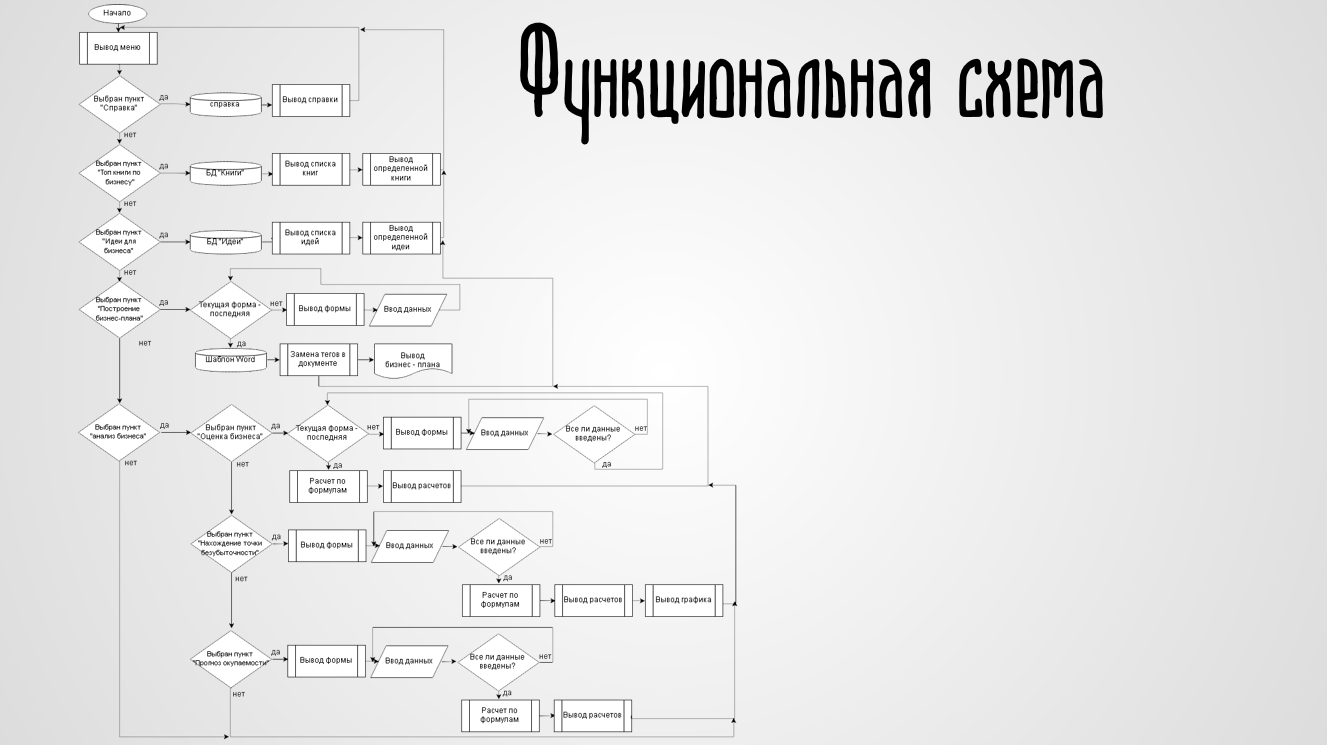 Функциональная схема
Начало
Вывод меню
Выбран пункт
"Справка"
да
справка
Вывод справки
нет
Выбран пункт
"Топ книги по
бизнесу"
да
БД "Книги"
Вывод списка
книг
Вывод
определенной
книги
нет
Выбран пункт
"Идеи для
бизнеса"
да
БД "Идеи"
Вывод списка
идей
Вывод
определенной
идеи
нет
Выбран пункт
"Построение
бизнес-плана"
да
Текущая форма -
последняя
нет
Вывод формы
Ввод данных
да
нет
Шаблон Word
Замена тегов в
документе
Вывод
бизнес - плана
Выбран пункт
"анализ бизнеса"
да
Выбран пункт
"Оценка бизнеса"
да
Текущая форма -
последняя
нет
Вывод формы
Ввод данных
Все ли данные
введены?
нет
да
нет
нет
да
Расчет по
формулам
Вывод расчетов
Выбран пункт
"Нахождение точки
безубыточности"
да
Вывод формы
Ввод данных
Все ли данные
введены?
нет
нет
да
Расчет по
формулам
Вывод расчетов
Вывод графика
Выбран пункт
"Прогноз окупаемости"
да
Вывод формы
Ввод данных
Все ли данные
введены?
нет
нет
да
Расчет по
формулам
Вывод расчетов